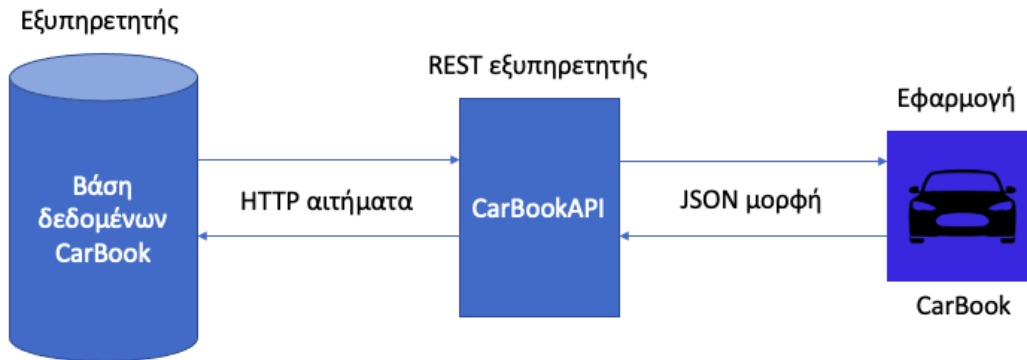 Εξυπηρετητής
REST εξυπηρετητής
Εφαρμογή
Βάση
δεδομένων
CarBook
HTTP αιτήματα
CarBookAPI
JSON μορφή
CarBook